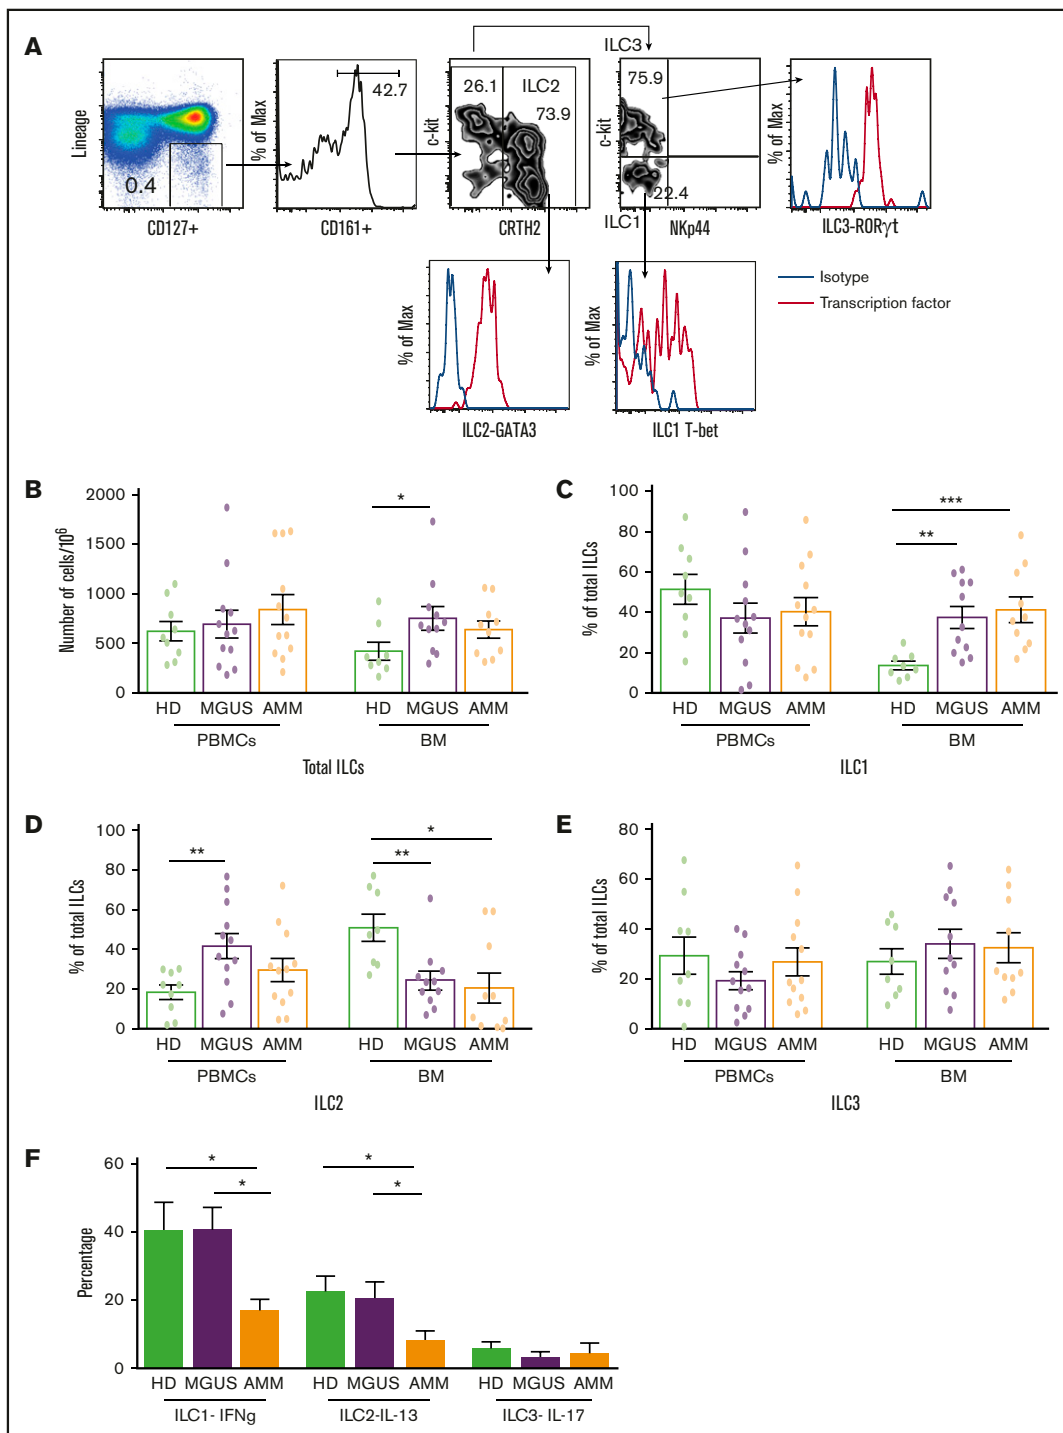 A
Lineage
0.4
CD127+
% of Max
42.7
CD161+
c-kit
26.1
ILC2
73.9
CRTH2
ILC3
c-kit
75.9
22.4
ILC1
NKp44
% of Max
ILC3-RORγt
% of Max
ILC2-GATA3
% of Max
ILC1 T-bet
Isotype
Transcription factor
B
Number of cells/10⁶
2000
1500
1000
500
0
*
HD MGUS AMM HD MGUS AMM
PBMCs BM
Total ILCs
C
% of total ILCs
100
80
60
40
20
0
***
**
HD MGUS AMM HD MGUS AMM
PBMCs BM
ILC1
D
% of total ILCs
100
80
60
40
20
0
**
*
**
HD MGUS AMM HD MGUS AMM
PBMCs BM
ILC2
E
% of total ILCs
80
60
40
20
0
HD MGUS AMM HD MGUS AMM
PBMCs BM
ILC3
F
Percentage
60
40
20
0
* *
* *
HD MGUS AMM HD MGUS AMM HD MGUS AMM
ILC1- IFNg ILC2-IL-13 ILC3- IL-17